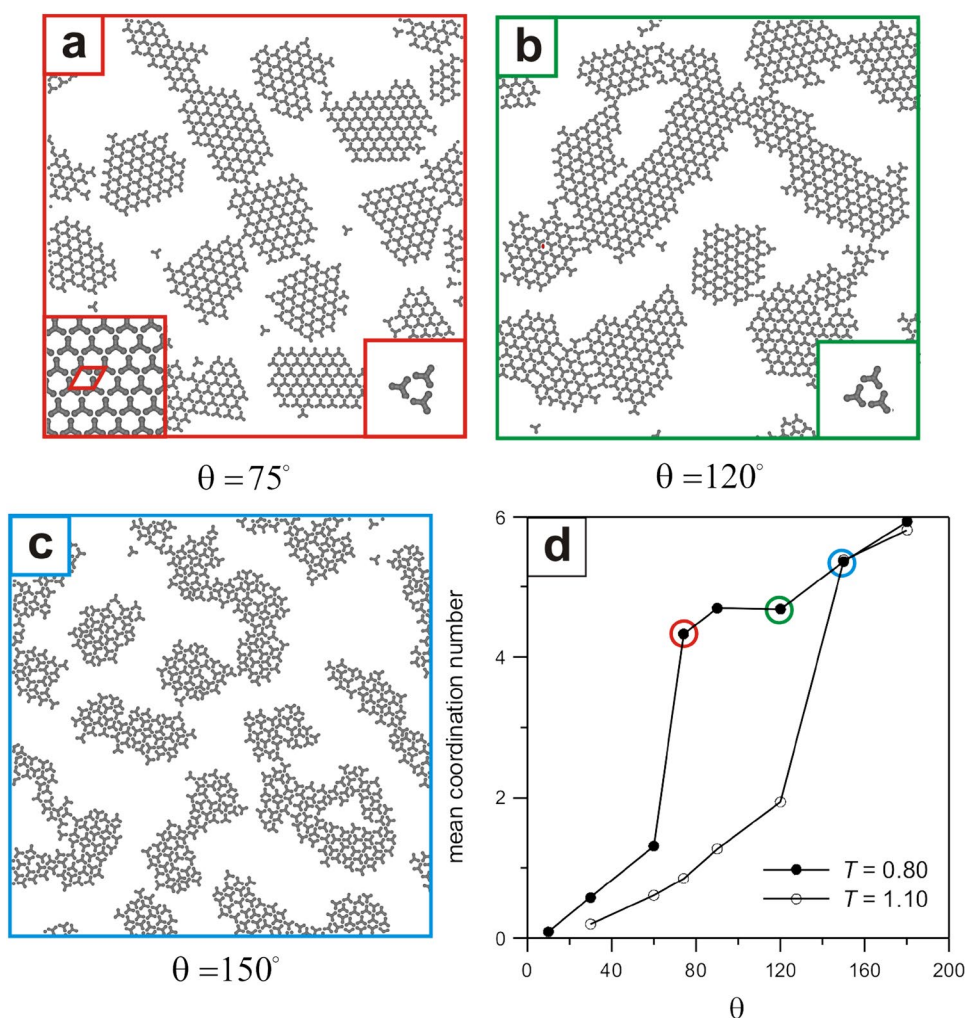 a
b
θ = 75°
θ = 120°
c
d
6
4
2
0
mean coordination number
T = 0.80
T = 1.10
0
40
80
120
160
200
θ
θ = 150°